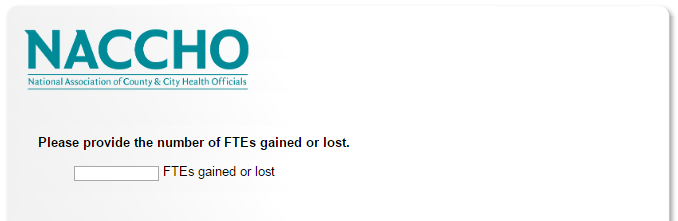 NACCHO
National Association of County & City Health Officials
Please provide the number of FTEs gained or lost.
FTEs gained or lost